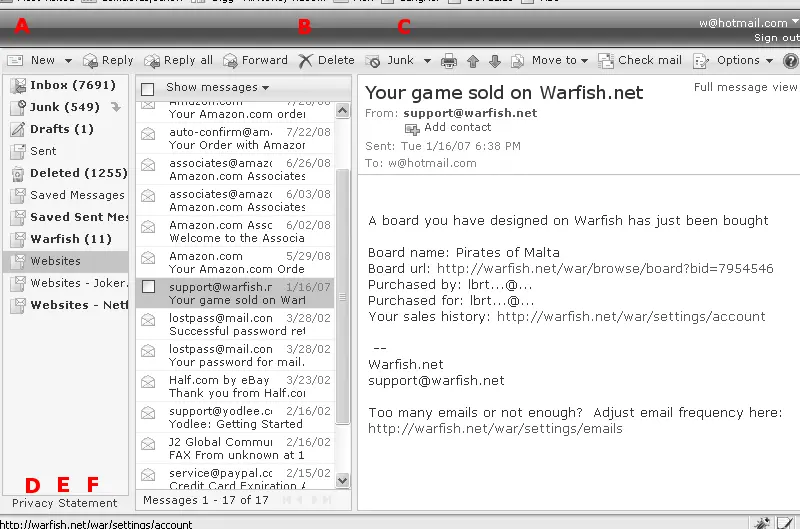 A B C
w@hotmail.com
Sign out
New Reply Reply all Forward Delete Junk Move to Check mail Options
Inbox (7691)
Junk (549)
Drafts (1)
Sent
Deleted (1255)
Saved Messages
Saved Sent Mes
Warfish (11)
Websites
Websites - Joker.
Websites - Netf
D E F
Privacy Statement
Show messages
Amazon.com 7/26/08
Your Amazon.com order
auto-confirm@am 7/22/08
Your Order with Amazor
associates@amazc 6/26/08
Amazon.com Associates
associates@amazc 6/03/08
Amazon.com Associates
Amazon.com Assc 6/02/08
Welcome to the Associa
Amazon.com 5/29/08
Your Amazon.com Orde
support@warfish.r 1/16/07
Your game sold on Warf
lostpass@mail.con 3/28/02
Successful password ret
lostpass@mail.con 3/28/02
Your password for mail.
Half.com by eBay 3/23/02
Thank you from Half.co
support@yodlee.cc 2/16/02
Yodlee: Getting Started
J2 Global Commur 2/16/02
FAX From unknown at 1
service@paypal.cc 2/15/02
Credit Card Expiration A
Messages 1 - 17 of 17
Your game sold on Warfish.net
Full message view
From: support@warfish.net
Add contact
Sent: Tue 1/16/07 6:38 PM
To: w@hotmail.com
A board you have designed on Warfish has just been bought
Board name: Pirates of Malta
Board url: http://warfish.net/war/browse/board?bid=7954546
Purchased by: lbrt...@...
Purchased for: lbrt...@...
Your sales history: http://warfish.net/war/settings/account
--
Warfish.net
support@warfish.net
Too many emails or not enough?  Adjust email frequency here:
http://warfish.net/war/settings/emails
http://warfish.net/war/settings/account